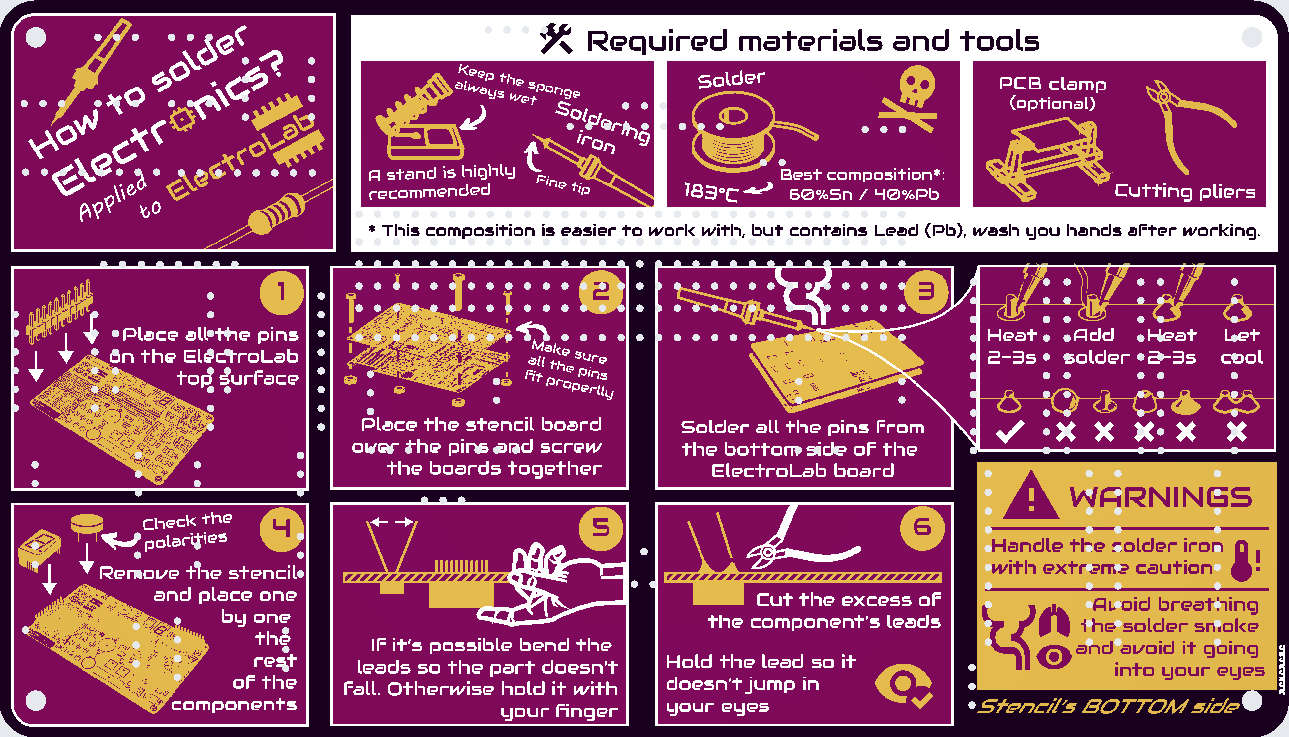 How to solder
Electronics?
Applied
to ElectroLab
Required materials and tools
Keep the sponge
always wet
Soldering
iron
A stand is highly
recommended
Fine tip
Solder
183°C
Best composition*:
60%Sn / 40%Pb
PCB clamp
(optional)
Cutting pliers
* This composition is easier to work with, but contains Lead (Pb), wash you hands after working.
1
Place all the pins
on the ElectroLab
top surface
2
Make sure
all the pins
fit properlly
Place the stencil board
over the pins and screw
the boards together
3
Solder all the pins from
the bottom side of the
ElectroLab board
Heat
2-3s
Add
solder
Heat
2-3s
Let
cool
4
Check the
polarities
Remove the stencil
and place one
by one
the
rest
of the
components
5
If it's possible bend the
leads so the part doesn't
fall. Otherwise hold it with
your finger
6
Cut the excess of
the component's leads
Hold the lead so it
doesn't jump in
your eyes
WARNINGS
Handle the solder iron
with extreme caution
!
Avoid breathing
the solder smoke
and avoid it going
into your eyes
Stencil's BOTTOM side